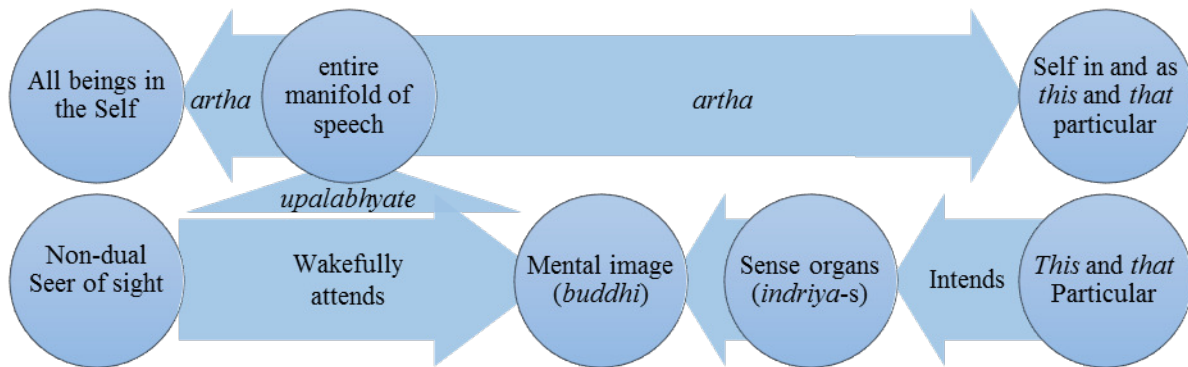 All beings in
the Self
artha
entire
manifold of
speech
artha
Self in and as
this and that
particular
upalabhyate
Non-dual
Seer of sight
Wakefully
attends
Mental image
(buddhi)
Sense organs
(indriya-s)
Intends
This and that
Particular